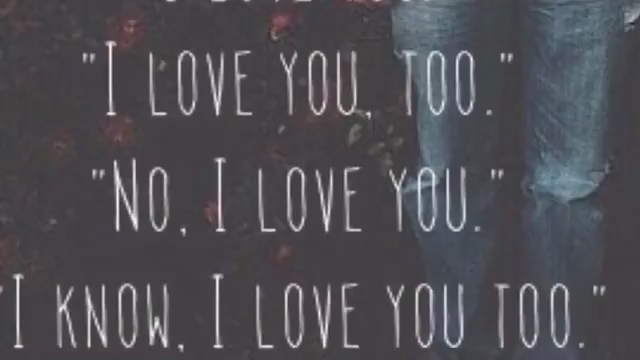 "I LOVE YOU, TOO."
"NO, I LOVE YOU."
"I KNOW, I LOVE YOU TOO."